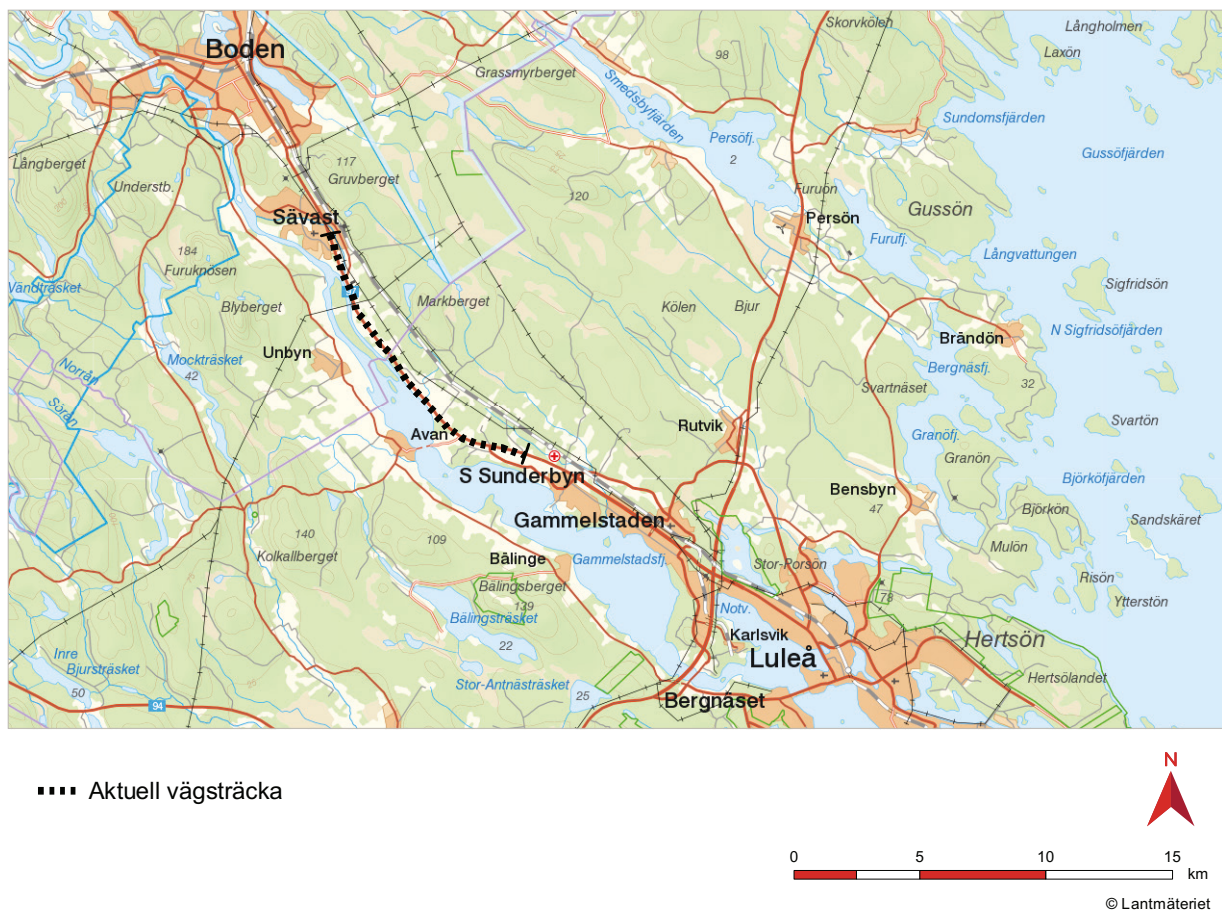 Skorvkölen
Långholmen
Laxön
Boden
98
Grassmyrberget
Smedsbyfjärden
Persöfj.
2
Sundomsfjärden
Gussöfjärden
Långberget
117
Gruvberget
Understb.
120
Furuön
Gussön
Sävast
Persön
Furufj.
184
Furuknösen
Långvattungen
Vändträsket
Sigfridsön
Blyberget
Markberget
Kölen
Bjur
N Sigfridsöfjärden
Brändön
Unbyn
Mockträsket
42
Norrån
Bergnäsfj.
32
Svartnäset
Sörån
Svartön
Avan
Rutvik
Granöfj.
Granön
S Sunderbyn
Björköfjärden
Bensbyn
47
Björkön
Sandskäret
Gammelstaden
140
109
Kolkallberget
Bälinge
Gammelstadsfj.
Mulön
Stor-Porsön
Risön
Ytterstön
Bälingsberget
139
78
Bälingsträsket
Notv.
22
Karlsvik
Luleå
Hertsön
Inre
Bjursträsket
50
94
Stor-Antnästräsket
25
Bergnäset
Hertsölandet
Aktuell vägsträcka
N
0 5 10 15
km
© Lantmäteriet